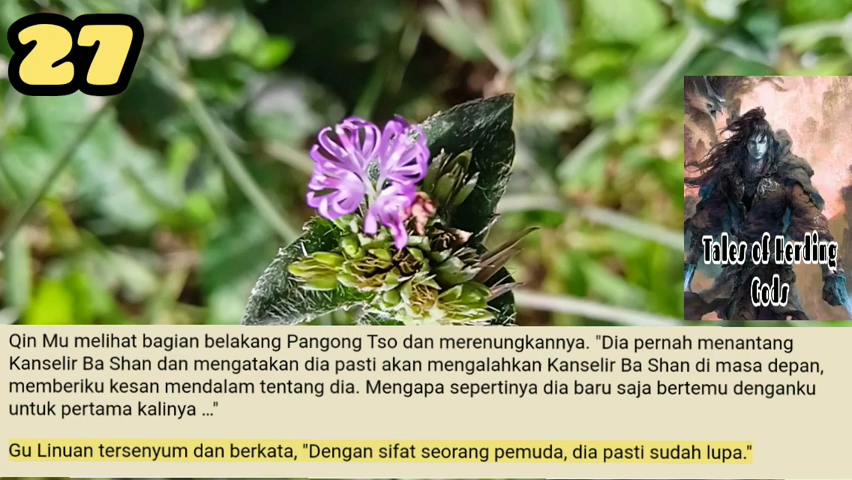 27
Tales of Herding
Gods
Qin Mu melihat bagian belakang Pangong Tso dan merenungkannya. "Dia pernah menantang
Kanselir Ba Shan dan mengatakan dia pasti akan mengalahkan Kanselir Ba Shan di masa depan,
memberiku kesan mendalam tentang dia. Mengapa sepertinya dia baru saja bertemu denganku
untuk pertama kalinya ..."
Gu Linuan tersenyum dan berkata, "Dengan sifat seorang pemuda, dia pasti sudah lupa."